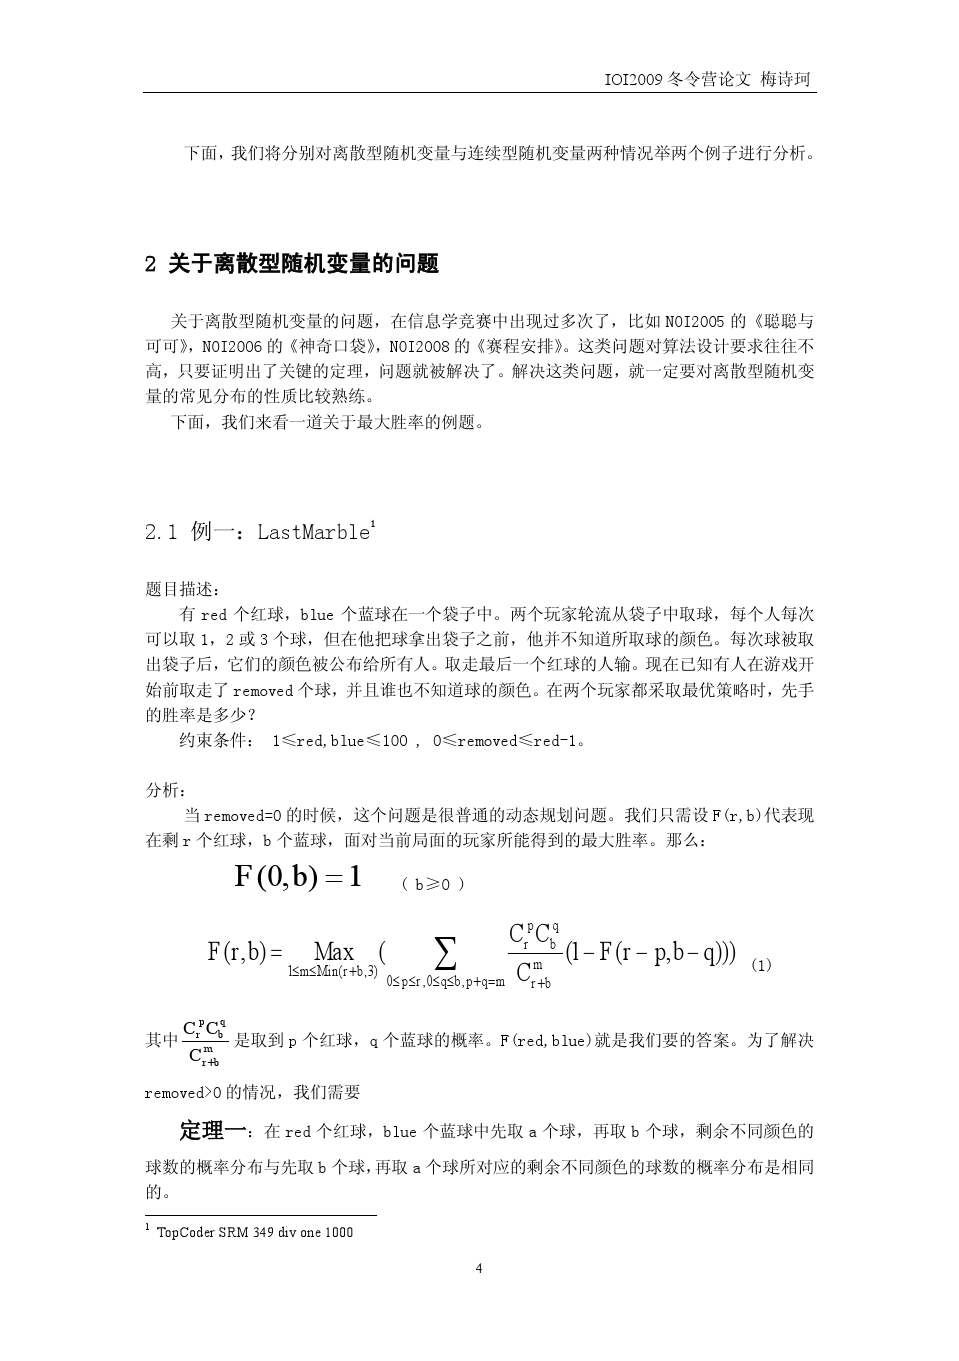 IOI2009 冬令营论文 梅诗珂
下面，我们将分别对离散型随机变量与连续型随机变量两种情况举两个例子进行分析。
2 关于离散型随机变量的问题
关于离散型随机变量的问题，在信息学竞赛中出现过多次了，比如 NOI2005 的《聪聪与
可可》，NOI2006 的《神奇口袋》，NOI2008 的《赛程安排》。这类问题对算法设计要求往往不
高，只要证明出了关键的定理，问题就被解决了。解决这类问题，就一定要对离散型随机变
量的常见分布的性质比较熟练。
下面，我们来看一道关于最大胜率的例题。
2.1 例一：LastMarble¹
题目描述：
有 red 个红球，blue 个蓝球在一个袋子中。两个玩家轮流从袋子中取球，每个人每次
可以取 1，2 或 3 个球，但在他把球拿出袋子之前，他并不知道所取球的颜色。每次球被取
出袋子后，它们的颜色被公布给所有人。取走最后一个红球的人输。现在已知有人在游戏开
始前取走了 removed 个球，并且谁也不知道球的颜色。在两个玩家都采取最优策略时，先手
的胜率是多少？
约束条件： 1≤red,blue≤100 , 0≤removed≤red-1。
分析：
当 removed=0 的时候，这个问题是很普通的动态规划问题。我们只需设 F(r,b)代表现
在剩 r 个红球，b 个蓝球，面对当前局面的玩家所能得到的最大胜率。那么：
F(0,b) = 1 ( b≥0 )
F(r,b) = Max_{1≤m≤Min(r+b,3)} ( ∑_{0≤p≤r,0≤q≤b,p+q=m} \frac{C_r^p C_b^q}{C_{r+b}^m} (1 − F(r − p,b − q))) (1)
其中 \frac{C_r^p C_b^q}{C_{r+b}^m} 是取到 p 个红球，q 个蓝球的概率。F(red,blue)就是我们要的答案。为了解决
removed>0 的情况，我们需要
定理一：在 red 个红球，blue 个蓝球中先取 a 个球，再取 b 个球，剩余不同颜色的
球数的概率分布与先取 b 个球，再取 a 个球所对应的剩余不同颜色的球数的概率分布是相同
的。
¹ TopCoder SRM 349 div one 1000
4